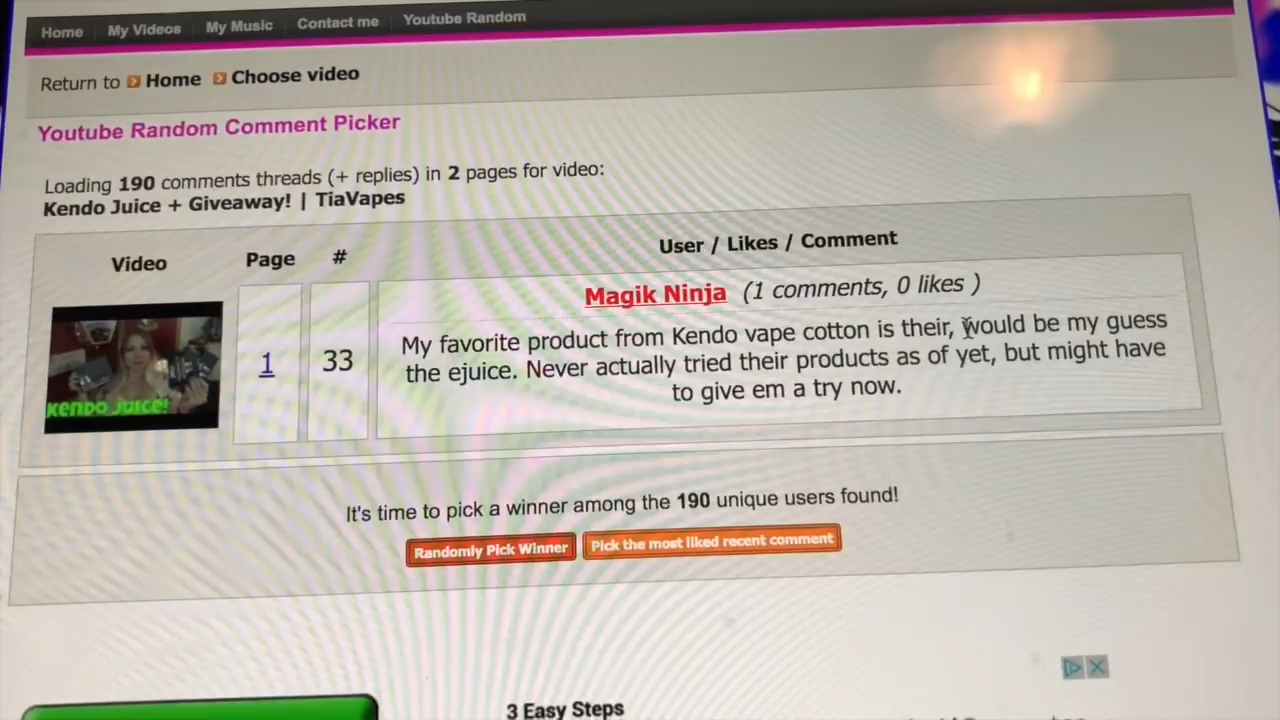 Home My Videos My Music Contact me Youtube Random
Return to Home Choose video
Youtube Random Comment Picker
Loading 190 comments threads (+ replies) in 2 pages for video:
Kendo Juice + Giveaway! | TiaVapes
Video Page # User / Likes / Comment
Magik Ninja (1 comments, 0 likes )
KENDO JUICE!
1
33
My favorite product from Kendo vape cotton is their, would be my guess
the ejuice. Never actually tried their products as of yet, but might have
to give em a try now.
It's time to pick a winner among the 190 unique users found!
Randomly Pick Winner Pick the most liked recent comment
3 Easy Steps